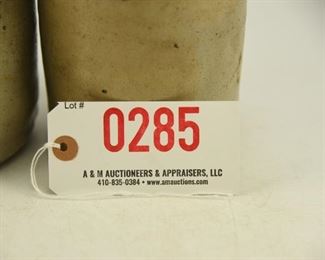 Lot #
0285
A & M AUCTIONEERS & APPRAISERS, LLC
410-835-0384 • www.amauctions.com